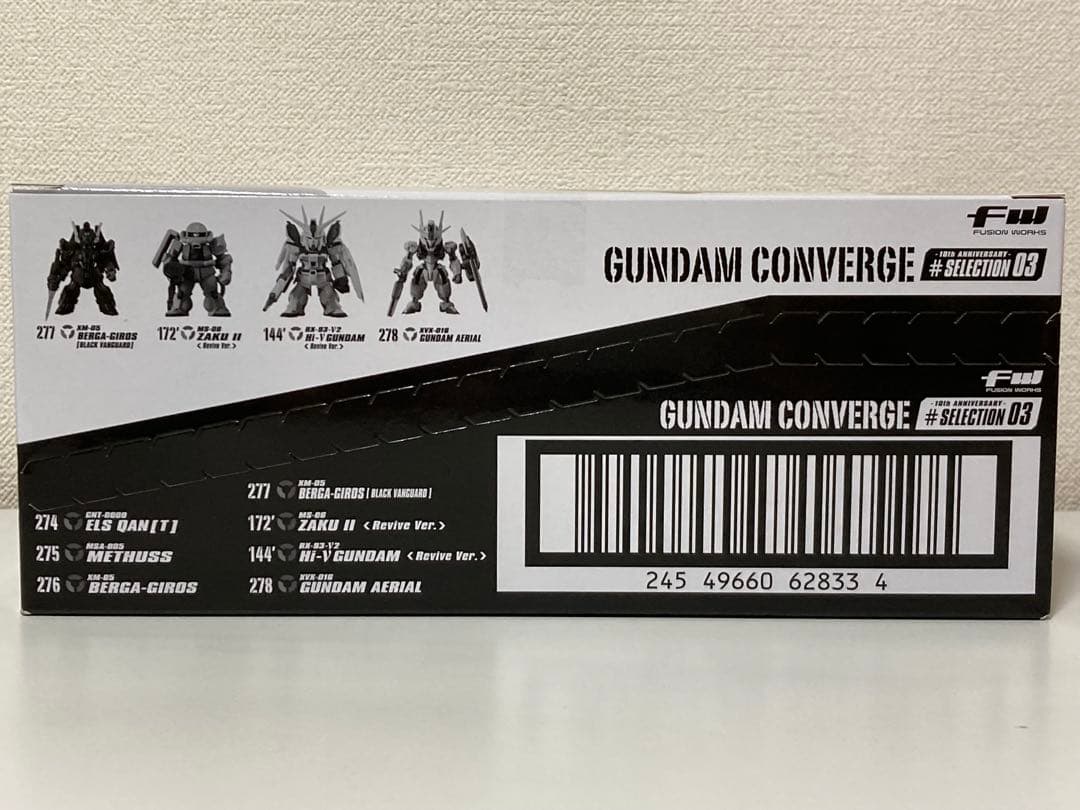 FW
FUSION WORKS
GUNDAM CONVERGE
-10th ANNIVERSARY-
#SELECTION 03
277 XM-05
BERGA-GIROS
[BLACK VANGUARD]
172' MS-06
ZAKU II
<Revive Ver.>
144' RX-93-ν2
Hi-ν GUNDAM
<Revive Ver.>
278 XVX-016
GUNDAM AERIAL
FW
FUSION WORKS
GUNDAM CONVERGE
-10th ANNIVERSARY-
#SELECTION 03
274 GNT-0000
ELS QAN[T]
275 MSA-005
METHUSS
276 XM-05
BERGA-GIROS
277 XM-05
BERGA-GIROS [BLACK VANGUARD]
172' MS-06
ZAKU II <Revive Ver.>
144' RX-93-ν2
Hi-ν GUNDAM <Revive Ver.>
278 XVX-016
GUNDAM AERIAL
245 49660 62833 4